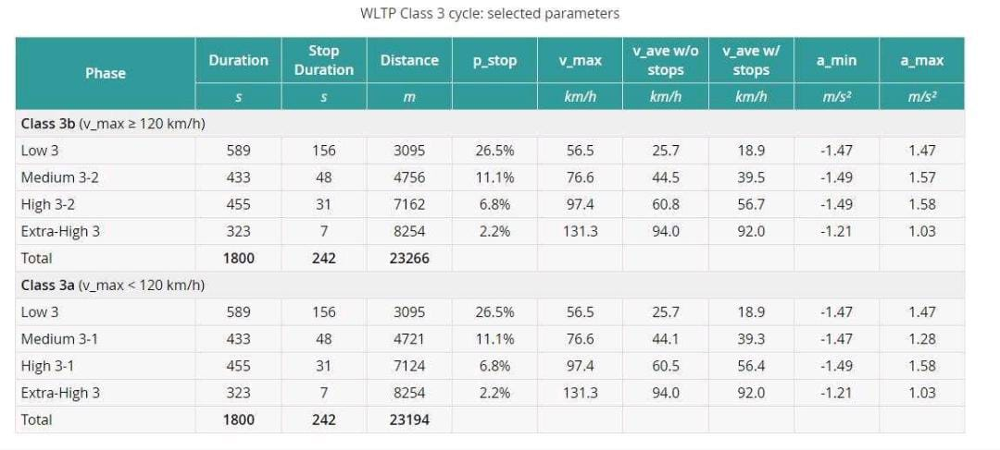 WLTP Class 3 cycle: selected parameters
Phase Duration Stop Duration Distance p_stop v_max v_ave w/o stops v_ave w/ stops a_min a_max
s s m km/h km/h km/h m/s² m/s²
Class 3b (v_max ≥ 120 km/h)
Low 3 589 156 3095 26.5% 56.5 25.7 18.9 -1.47 1.47
Medium 3-2 433 48 4756 11.1% 76.6 44.5 39.5 -1.49 1.57
High 3-2 455 31 7162 6.8% 97.4 60.8 56.7 -1.49 1.58
Extra-High 3 323 7 8254 2.2% 131.3 94.0 92.0 -1.21 1.03
Total 1800 242 23266
Class 3a (v_max < 120 km/h)
Low 3 589 156 3095 26.5% 56.5 25.7 18.9 -1.47 1.47
Medium 3-1 433 48 4721 11.1% 76.6 44.1 39.3 -1.47 1.28
High 3-1 455 31 7124 6.8% 97.4 60.5 56.4 -1.49 1.58
Extra-High 3 323 7 8254 2.2% 131.3 94.0 92.0 -1.21 1.03
Total 1800 242 23194